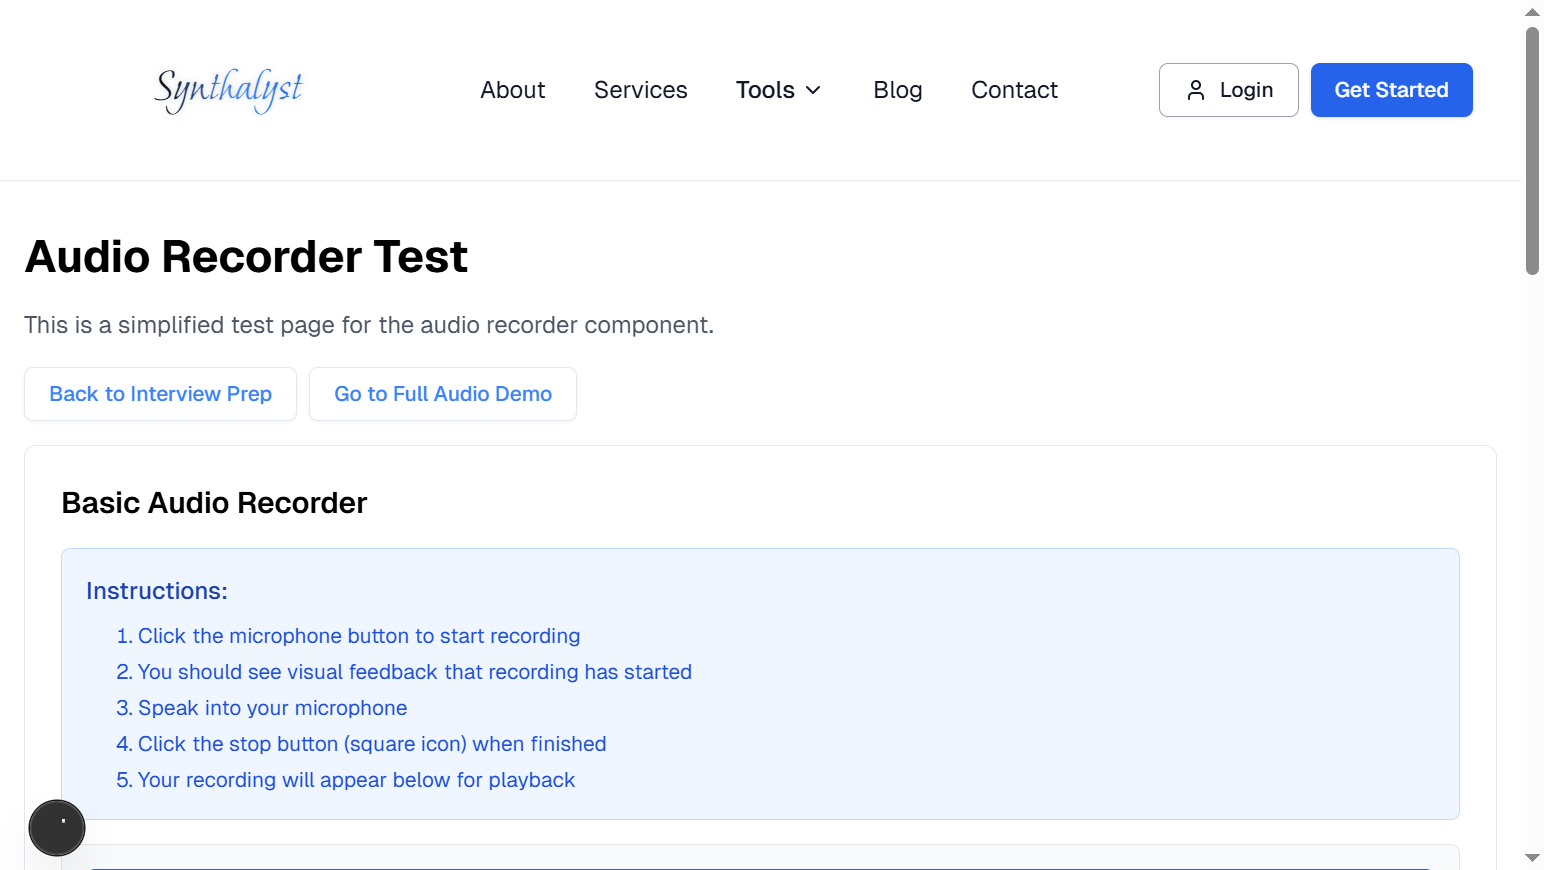 Synthalyst
About
Services
Tools
Blog
Contact
Login
Get Started
Audio Recorder Test
This is a simplified test page for the audio recorder component.
Back to Interview Prep
Go to Full Audio Demo
Basic Audio Recorder
Instructions:
1. Click the microphone button to start recording
2. You should see visual feedback that recording has started
3. Speak into your microphone
4. Click the stop button (square icon) when finished
5. Your recording will appear below for playback